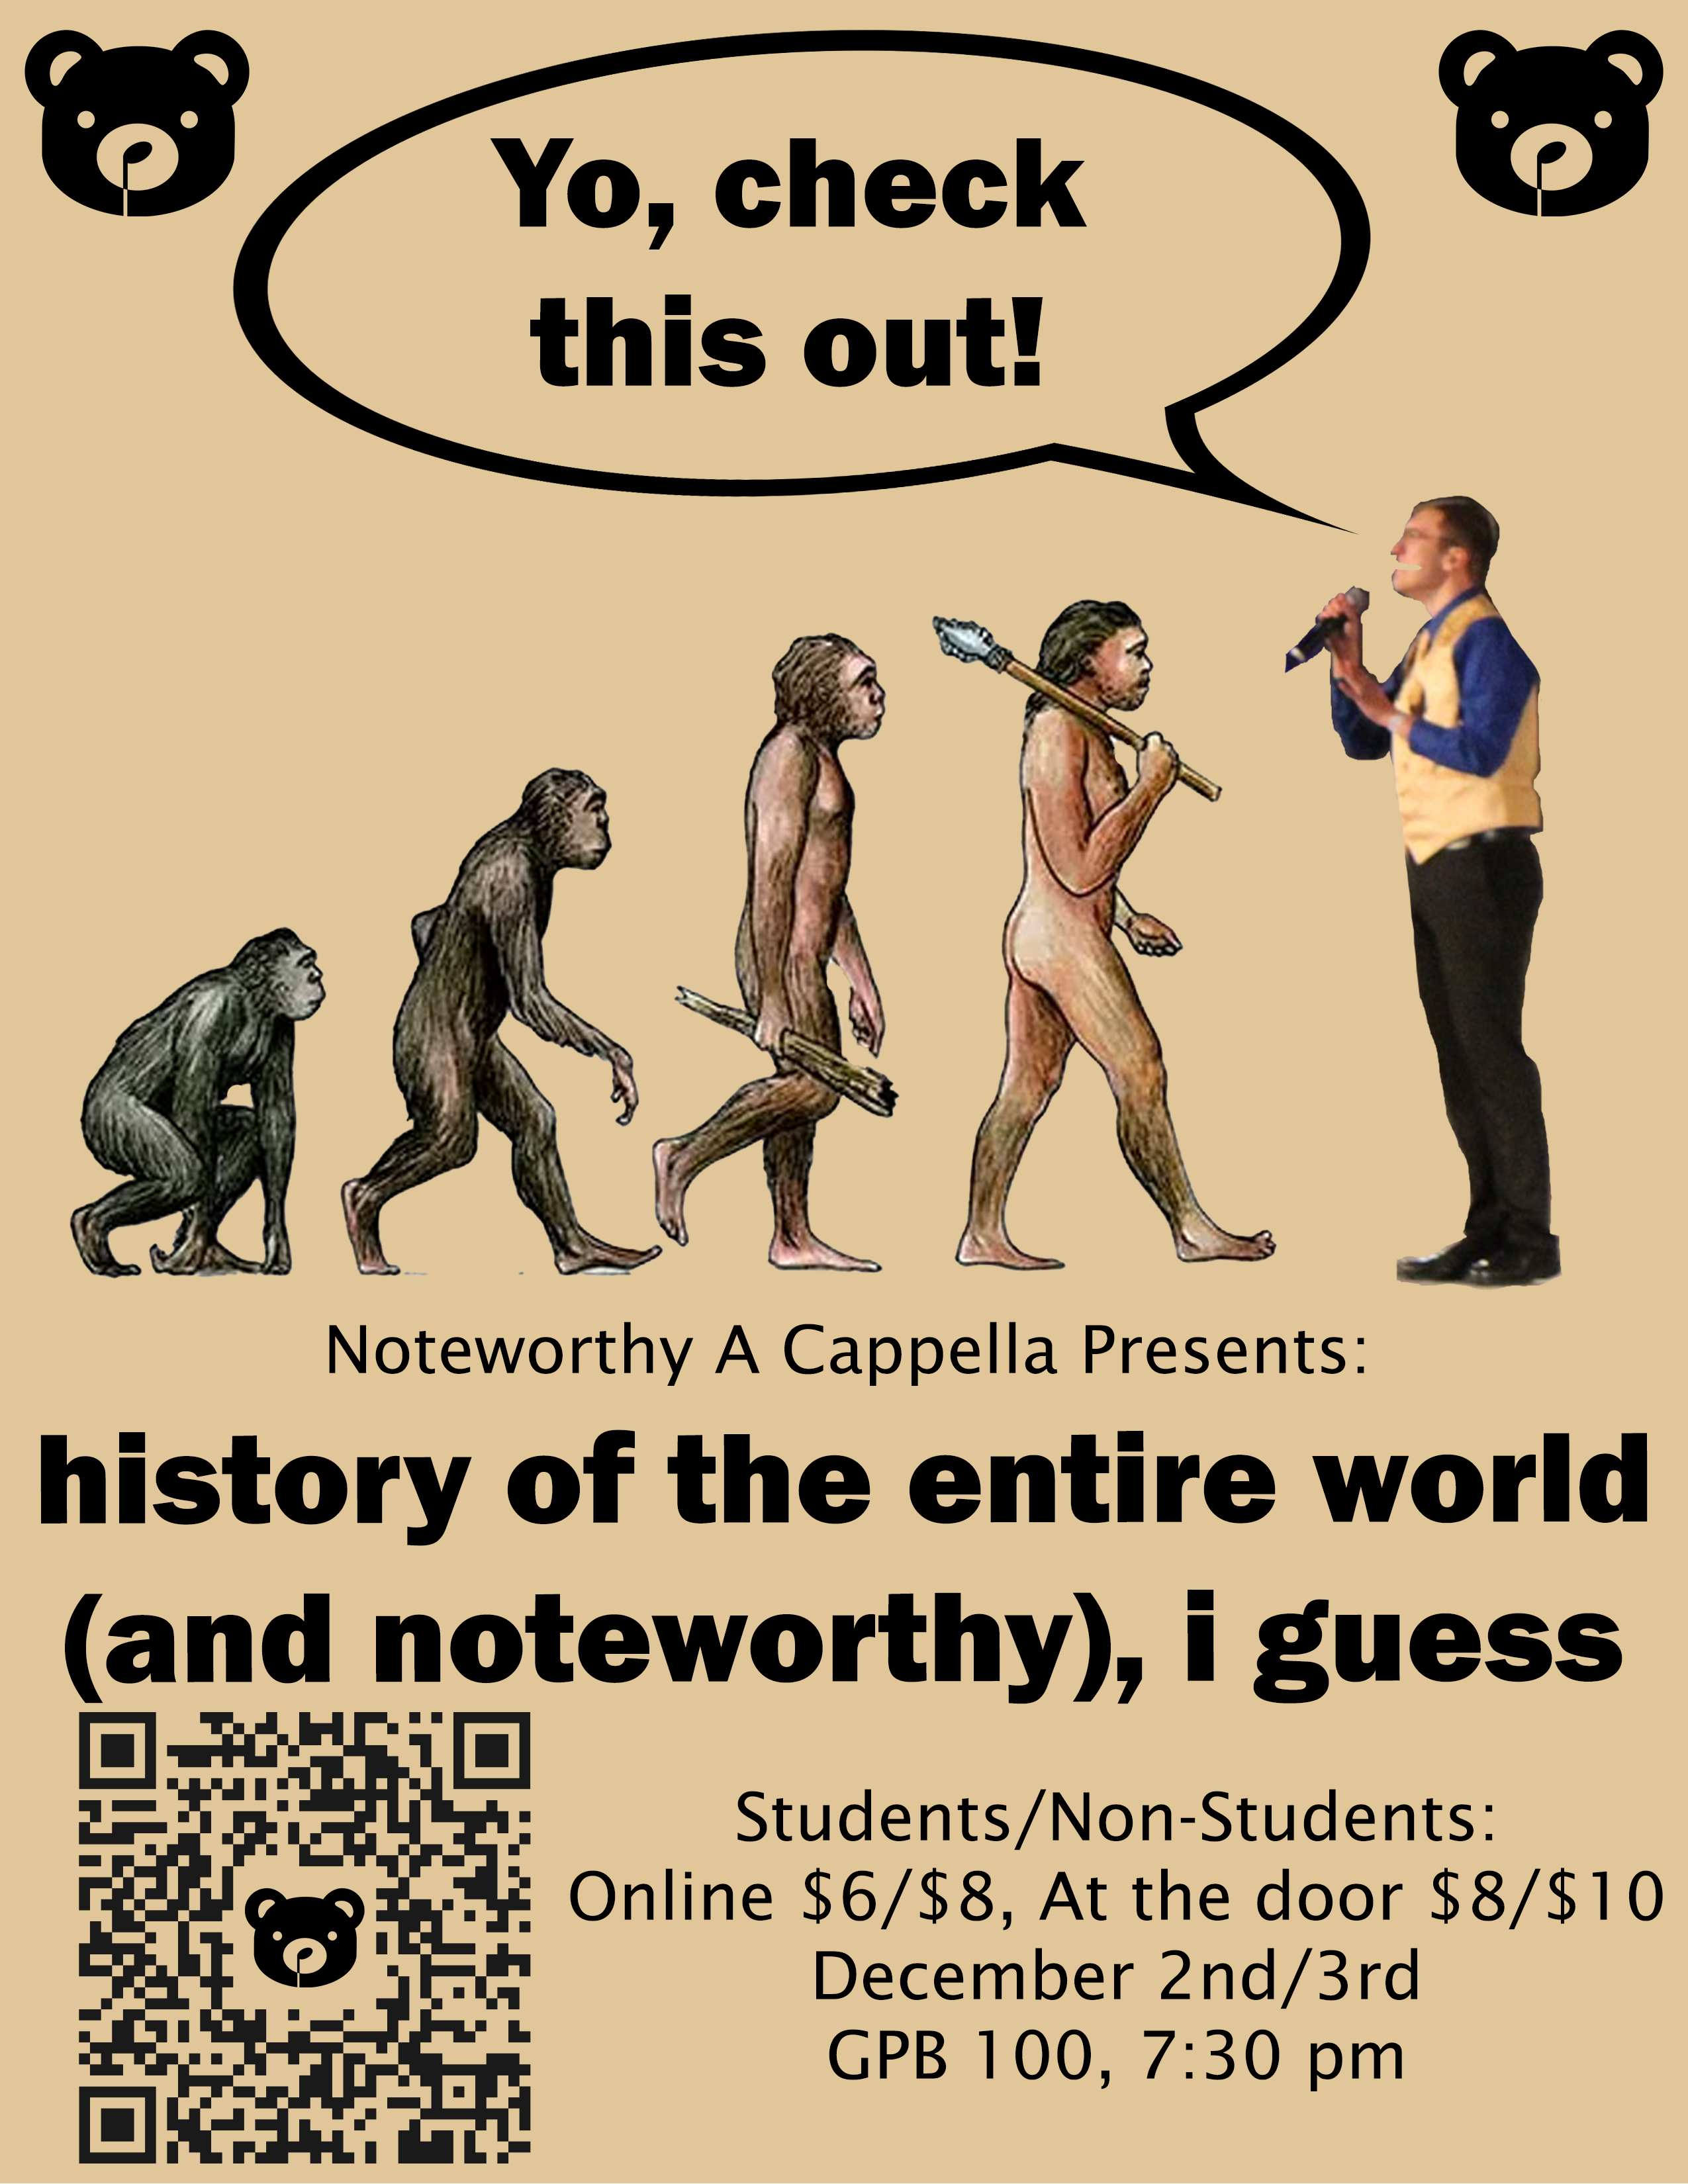 Yo, check
this out!
Noteworthy A Cappella Presents:
history of the entire world
(and noteworthy), i guess
Students/Non-Students:
Online $6/$8, At the door $8/$10
December 2nd/3rd
GPB 100, 7:30 pm